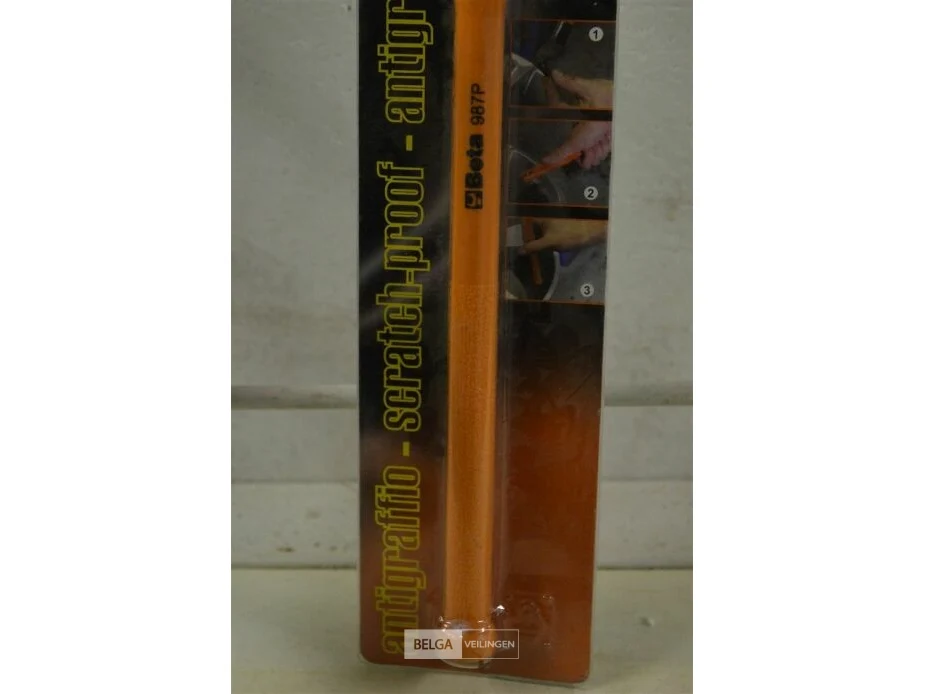 antigraffio - scratch-proof - antigr
Beta 987P
1
2
3
BELGA VEILINGEN